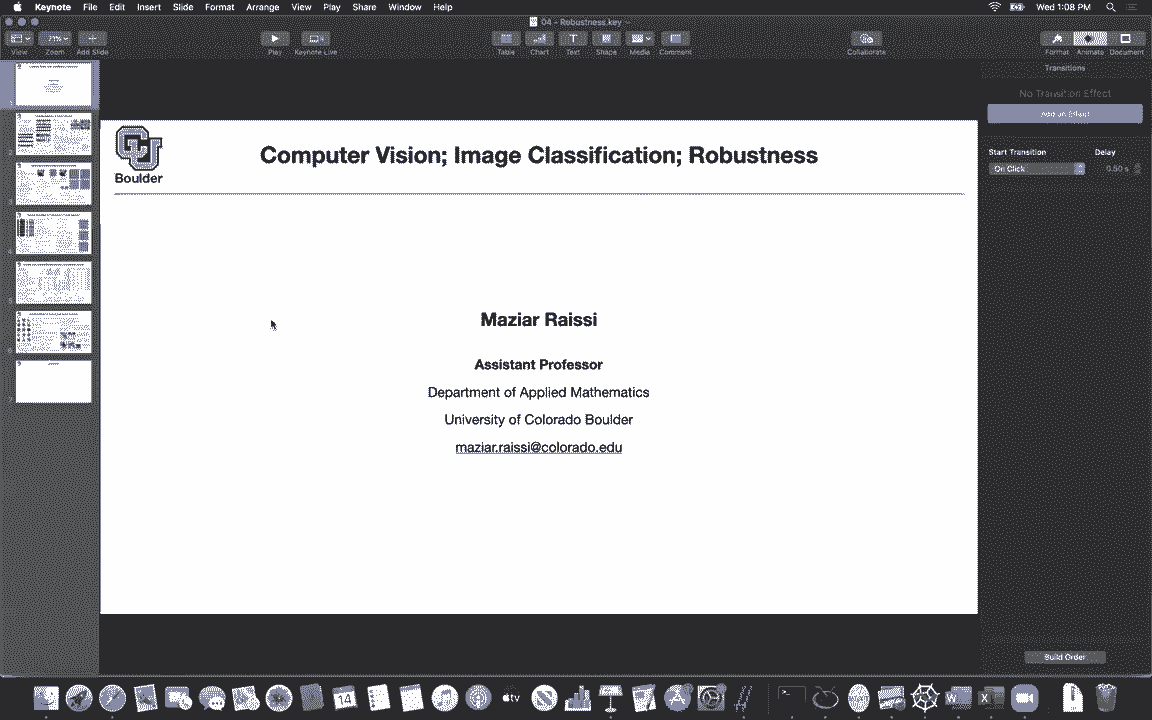 Keynote File Edit Insert Slide Format Arrange View Play Share Window Help Wed 1:08 PM
04 - Robustness.key
View Zoom Add Slide Play Keynote Live Table Chart Text Shape Media Comment Collaborate Format Animate Document
Transitions
No Transition Effect
Add an Effect
Start Transition Delay
On Click 0.50 s
Boulder
Computer Vision; Image Classification; Robustness
Maziar Raissi
Assistant Professor
Department of Applied Mathematics
University of Colorado Boulder
maziar.raissi@colorado.edu
Build Order
14
tv